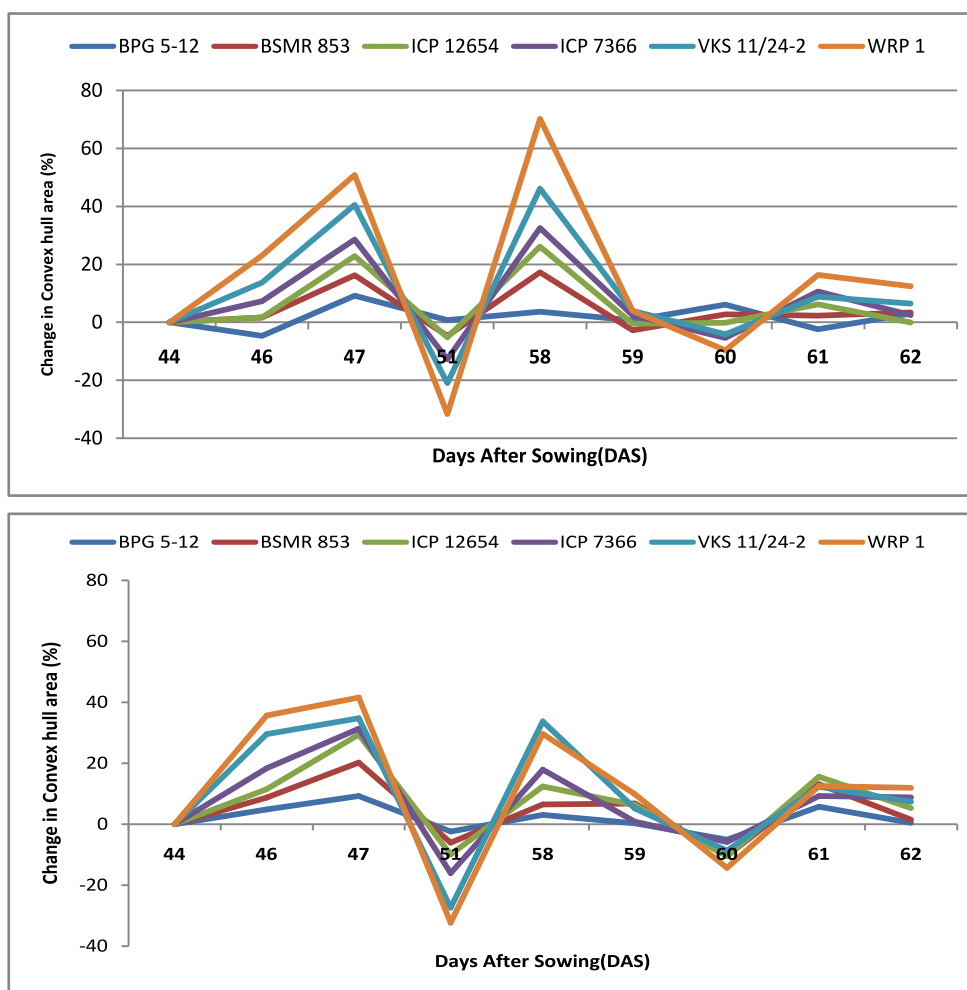 BPG 5-12 BSMR 853 ICP 12654 ICP 7366 VKS 11/24-2 WRP 1
Change in Convex hull area (%)
80
60
40
20
0
-20
-40
44 46 47 51 58 59 60 61 62
Days After Sowing(DAS)
BPG 5-12 BSMR 853 ICP 12654 ICP 7366 VKS 11/24-2 WRP 1
Change in Convex hull area (%)
80
60
40
20
0
-20
-40
44 46 47 51 58 59 60 61 62
Days After Sowing(DAS)